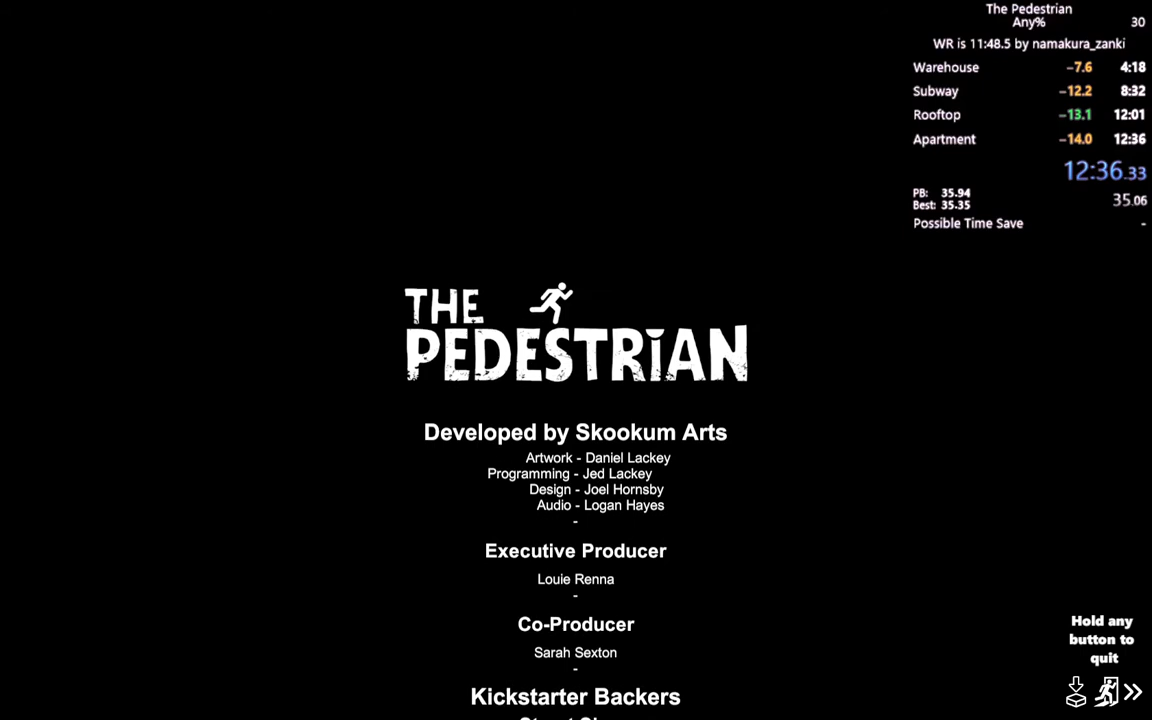 The Pedestrian
Any% 30
WR is 11:48.5 by namakura_zanki
Warehouse −7.6 4:18
Subway −12.2 8:32
Rooftop −13.1 12:01
Apartment −14.0 12:36
12:36.33
PB: 35.94
Best: 35.35
35.06
Possible Time Save -
THE
PEDESTRIAN
Developed by Skookum Arts
Artwork - Daniel Lackey
Programming - Jed Lackey
Design - Joel Hornsby
Audio - Logan Hayes
-
Executive Producer
Louie Renna
-
Co-Producer
Sarah Sexton
-
Kickstarter Backers
Hold any
button to
quit